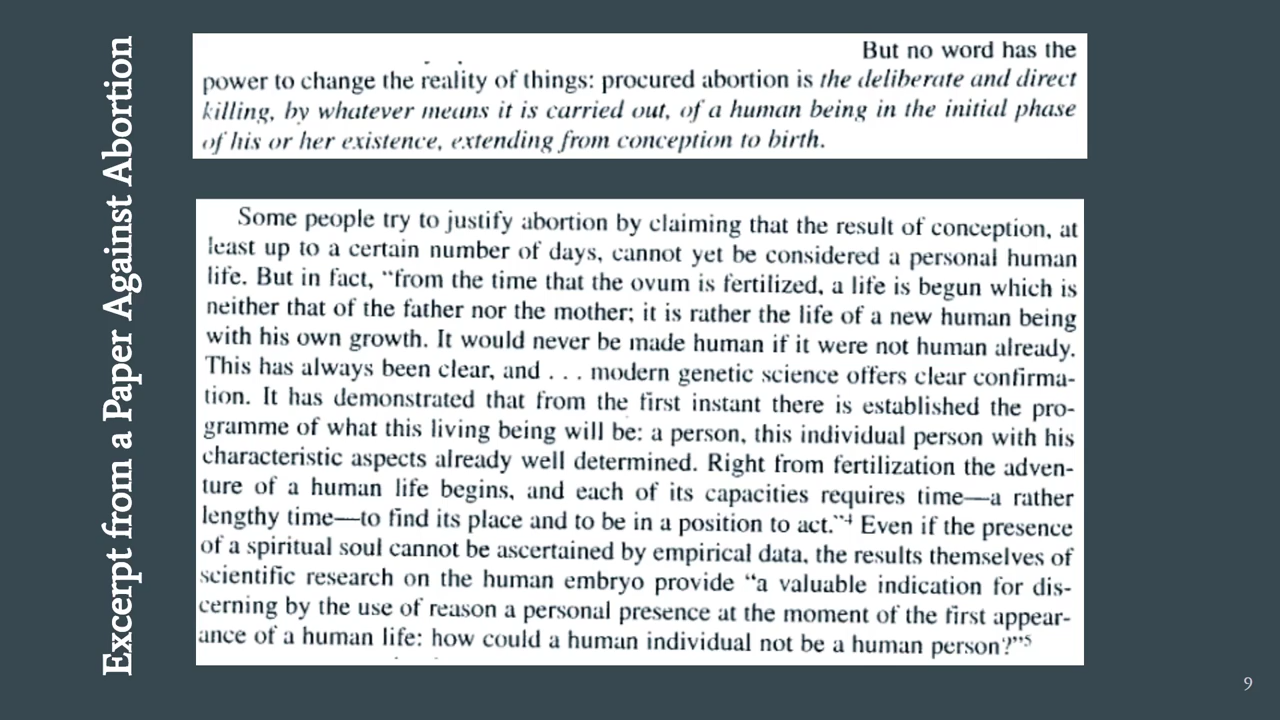 Excerpt from a Paper Against Abortion
But no word has the
power to change the reality of things: procured abortion is the deliberate and direct
killing, by whatever means it is carried out, of a human being in the initial phase
of his or her existence, extending from conception to birth.
Some people try to justify abortion by claiming that the result of conception, at
least up to a certain number of days, cannot yet be considered a personal human
life. But in fact, “from the time that the ovum is fertilized, a life is begun which is
neither that of the father nor the mother; it is rather the life of a new human being
with his own growth. It would never be made human if it were not human already.
This has always been clear, and . . . modern genetic science offers clear confirma-
tion. It has demonstrated that from the first instant there is established the pro-
gramme of what this living being will be: a person, this individual person with his
characteristic aspects already well determined. Right from fertilization the adven-
ture of a human life begins, and each of its capacities requires time—a rather
lengthy time—to find its place and to be in a position to act.”4 Even if the presence
of a spiritual soul cannot be ascertained by empirical data, the results themselves of
scientific research on the human embryo provide “a valuable indication for dis-
cerning by the use of reason a personal presence at the moment of the first appear-
ance of a human life: how could a human individual not be a human person?”5
9